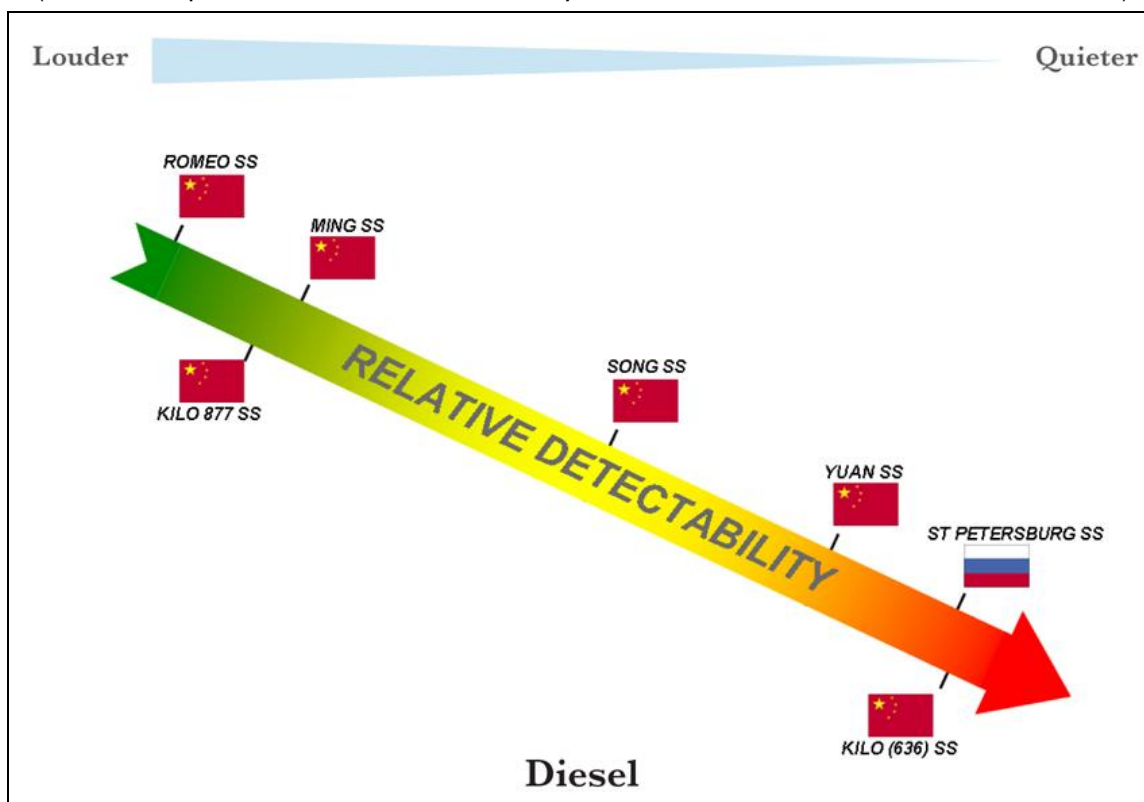 Louder
Quieter
ROMEO SS
MING SS
KILO 877 SS
RELATIVE DETECTABILITY
SONG SS
YUAN SS
ST PETERSBURG SS
KILO (636) SS
Diesel